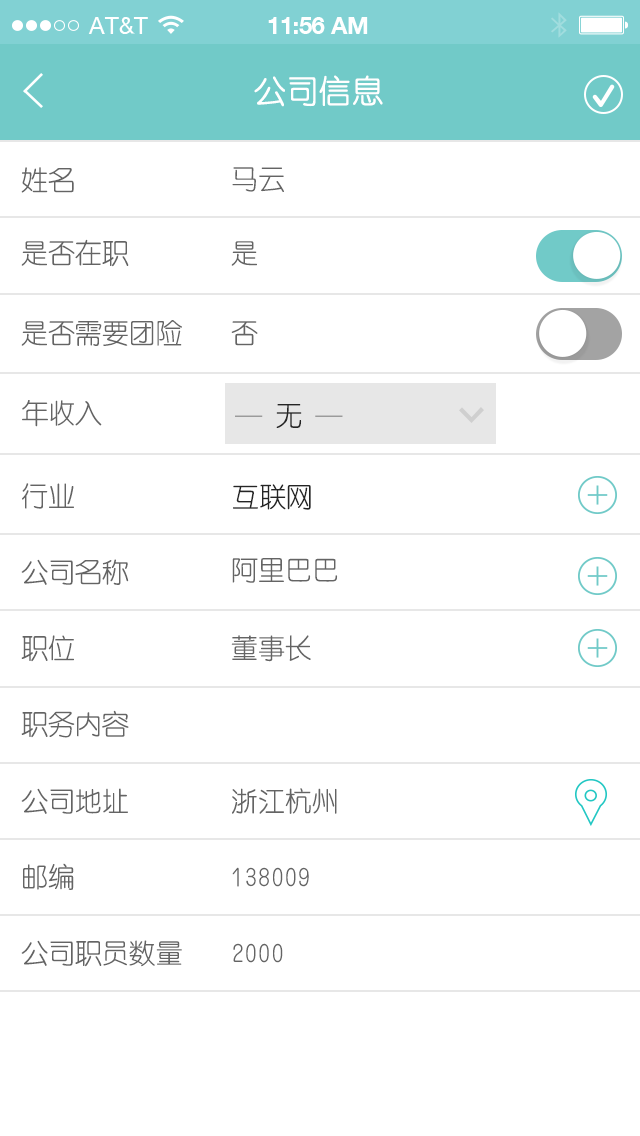 AT&T 11:56 AM
公司信息
姓名 马云
是否在职 是
是否需要团险 否
年收入 — 无 —
行业 互联网
公司名称 阿里巴巴
职位 董事长
职务内容
公司地址 浙江杭州
邮编 138009
公司职员数量 2000